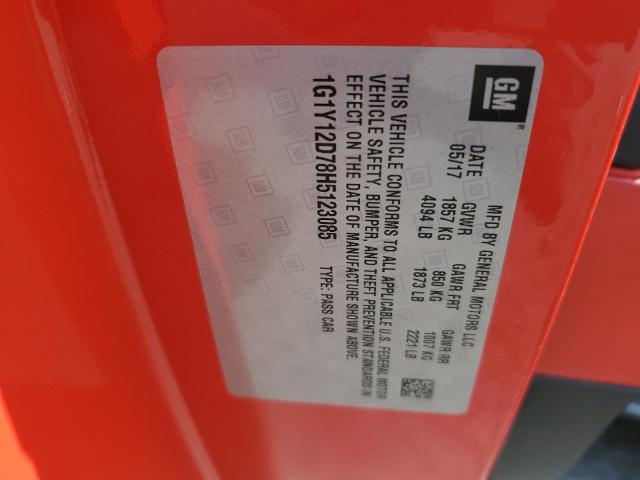 GM
MFD BY GENERAL MOTORS LLC
DATE GVWR GAWR FRT GAWR RR
05/17 1857 KG 850 KG 1007 KG
4094 LB 1873 LB 2221 LB
THIS VEHICLE CONFORMS TO ALL APPLICABLE U.S. FEDERAL MOTOR
VEHICLE SAFETY, BUMPER, AND THEFT PREVENTION STANDARDS IN
EFFECT ON THE DATE OF MANUFACTURE SHOWN ABOVE.
1G1Y12D78H5123085 TYPE: PASS CAR